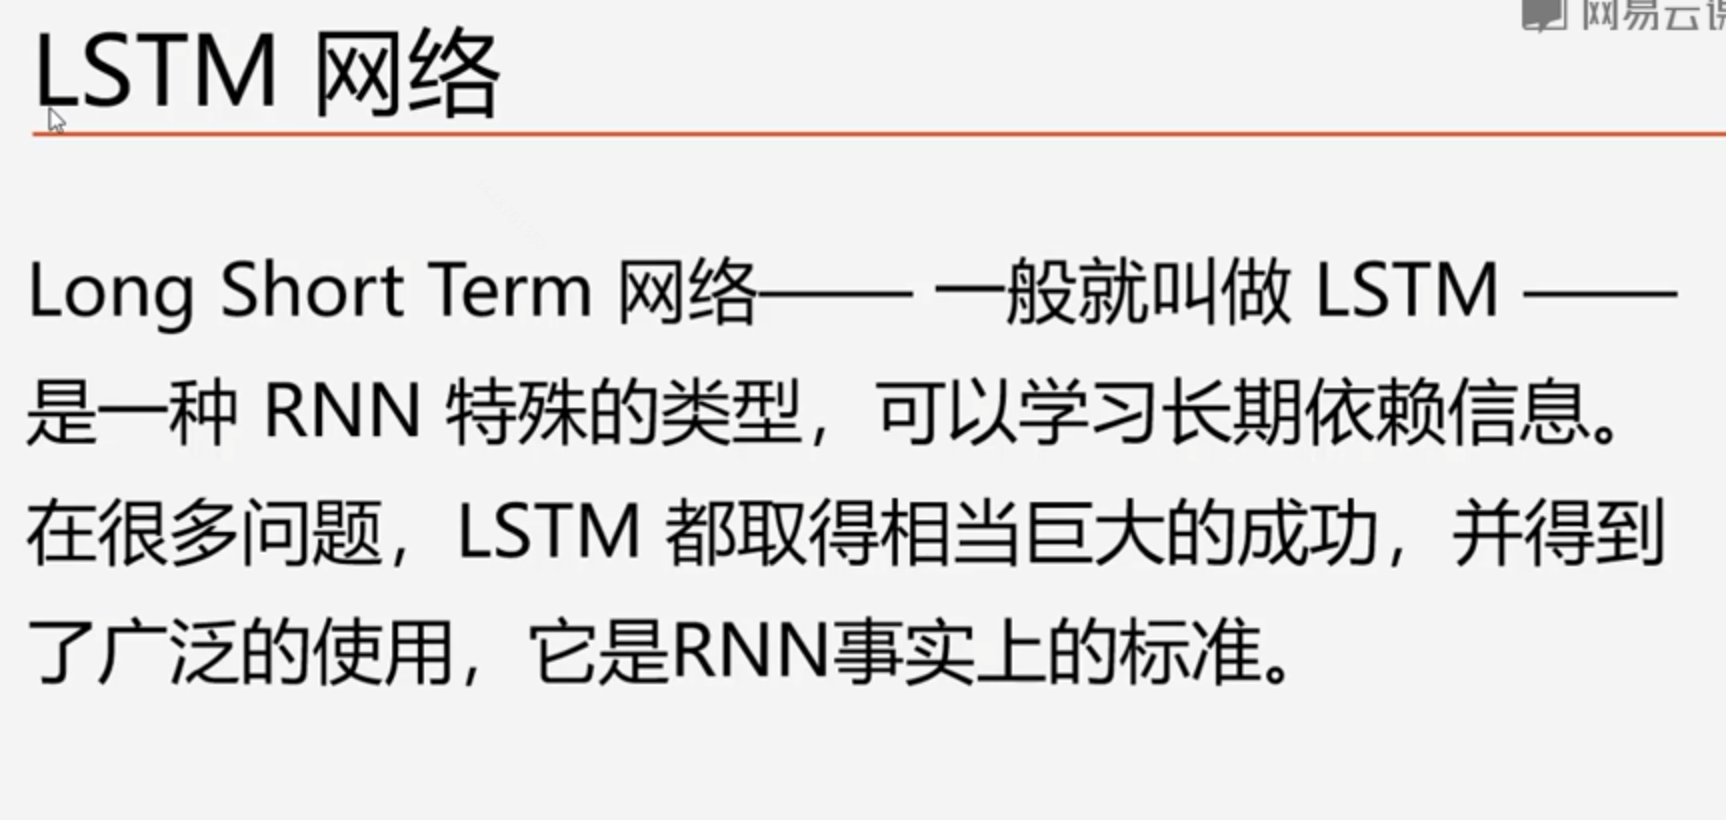 网易云课
LSTM 网络
Long Short Term 网络—— 一般就叫做 LSTM ——
是一种 RNN 特殊的类型，可以学习长期依赖信息。
在很多问题，LSTM 都取得相当巨大的成功，并得到
了广泛的使用，它是RNN事实上的标准。